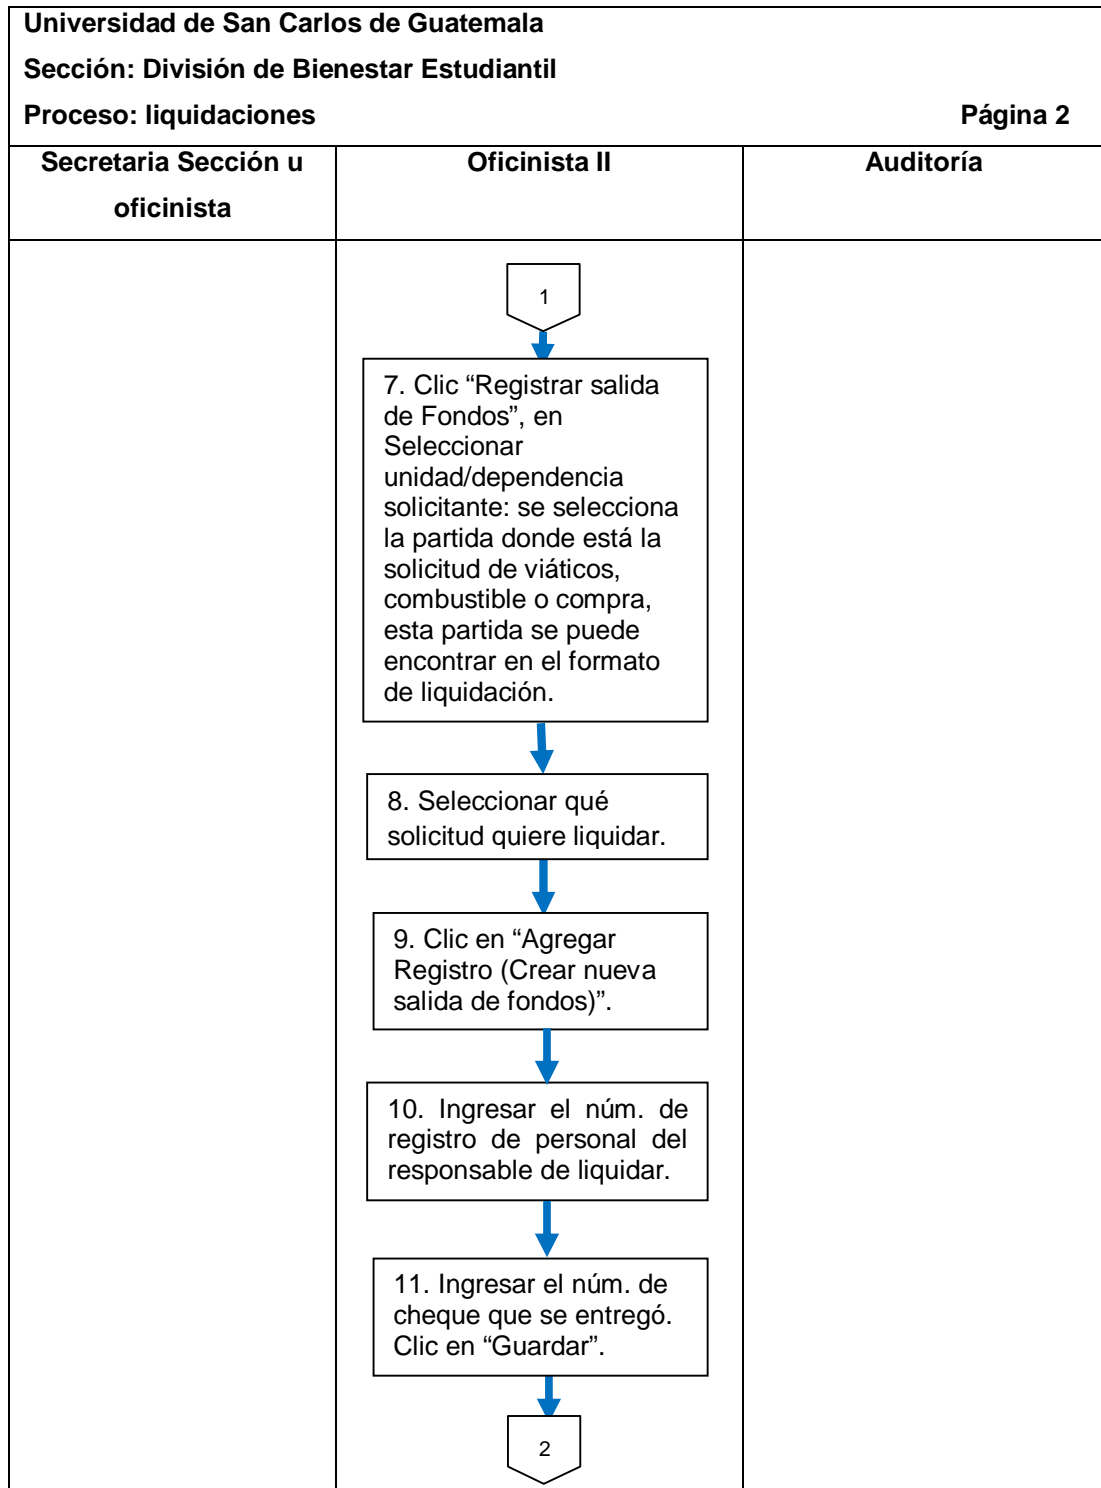 Universidad de San Carlos de Guatemala
Sección: División de Bienestar Estudiantil
Proceso: liquidaciones Página 2
Secretaria Sección u
oficinista
Oficinista II
Auditoría
1
7. Clic “Registrar salida
de Fondos”, en
Seleccionar
unidad/dependencia
solicitante: se selecciona
la partida donde está la
solicitud de viáticos,
combustible o compra,
esta partida se puede
encontrar en el formato
de liquidación.
8. Seleccionar qué
solicitud quiere liquidar.
9. Clic en “Agregar
Registro (Crear nueva
salida de fondos)”.
10. Ingresar el núm. de
registro de personal del
responsable de liquidar.
11. Ingresar el núm. de
cheque que se entregó.
Clic en “Guardar”.
2